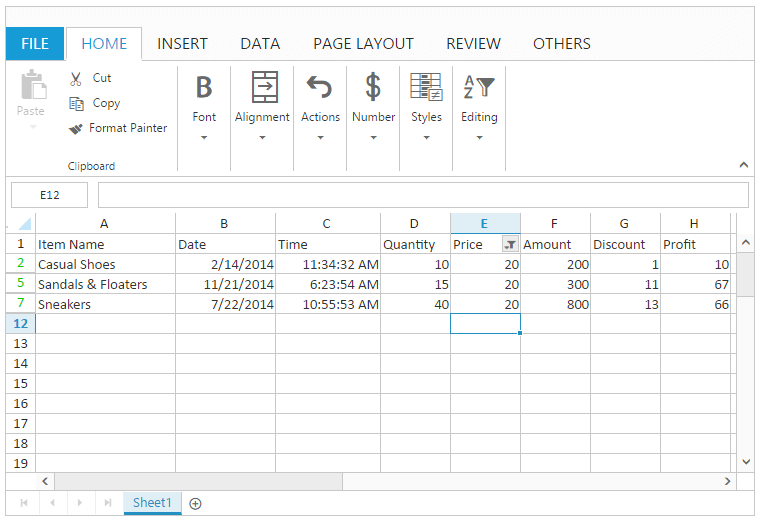 FILE HOME INSERT DATA PAGE LAYOUT REVIEW OTHERS
Paste
Cut
Copy
Format Painter
Clipboard
B
Font Alignment Actions Number Styles Editing
$
A
Z
E12
A B C D E F G H
1 Item Name Date Time Quantity Price Amount Discount Profit
2 Casual Shoes 2/14/2014 11:34:32 AM 10 20 200 1 10
5 Sandals & Floaters 11/21/2014 6:23:54 AM 15 20 300 11 67
7 Sneakers 7/22/2014 10:55:53 AM 40 20 800 13 66
12
13
14
15
16
17
18
19
Sheet1